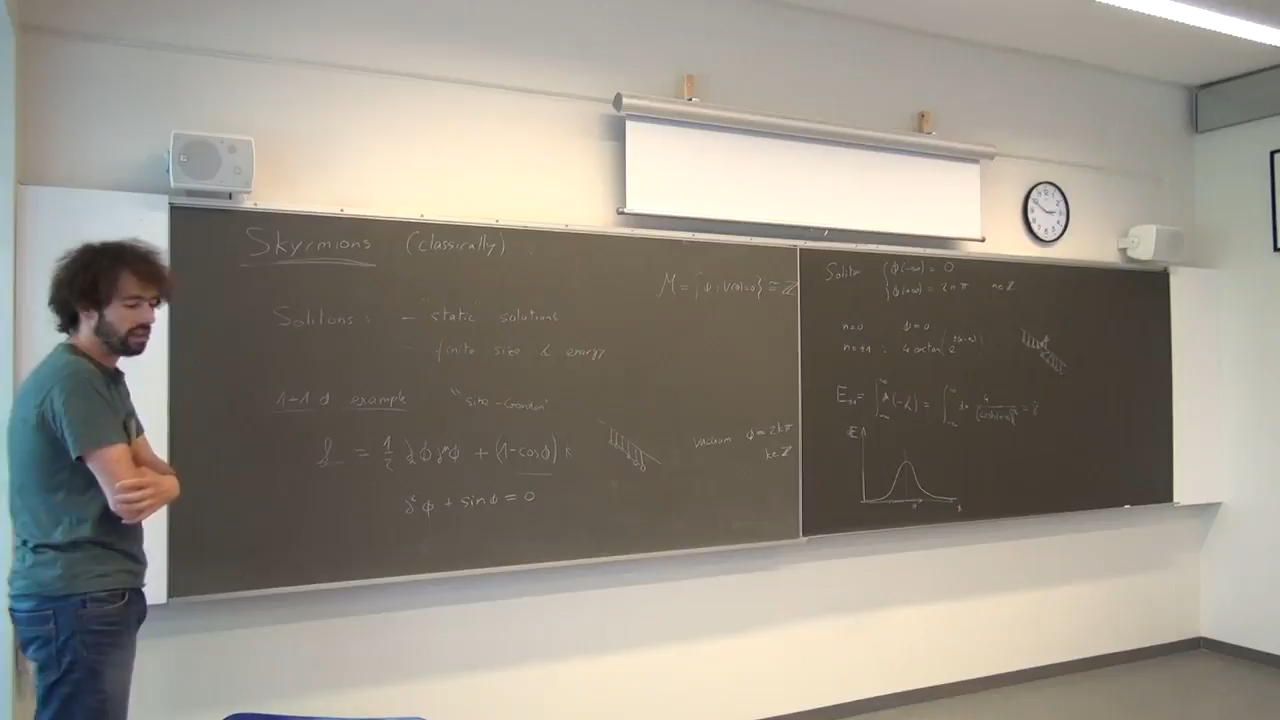 Skyrmions (classically)
M = {φ : V(φ)=0} ≅ ℤ
Solitons: - "static" solutions
- finite size & energy
1+1 d example "sine-Gordon"
L = 1/2 ∂φ∂φ + (1-cosφ)
Vacuum φ = 2kπ
k∈ℤ
∂²φ + sinφ = 0
Soliton { φ(-∞) = 0
φ(+∞) = 2nπ n∈ℤ
n=0 φ=0
n=±1 : 4 arctan
E = ∫ (-L) = ∫ dx 4 = 8
E
x